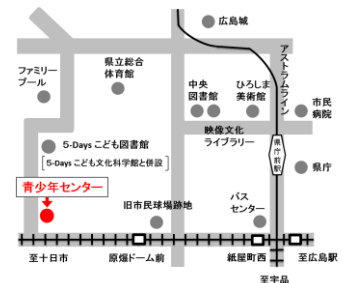 広島城
県立総合
体育館
ファミリー
プール
中央
図書館
ひろしま
美術館
アストラムライン
市民
病院
映像文化
ライブラリー
県庁前駅
5-Days こども図書館
[5-Days こども文化科学館と併設]
県庁
青少年センター
旧市民球場跡地
バス
センター
至十日市
原爆ドーム前
紙屋町西
至広島駅
至宇品